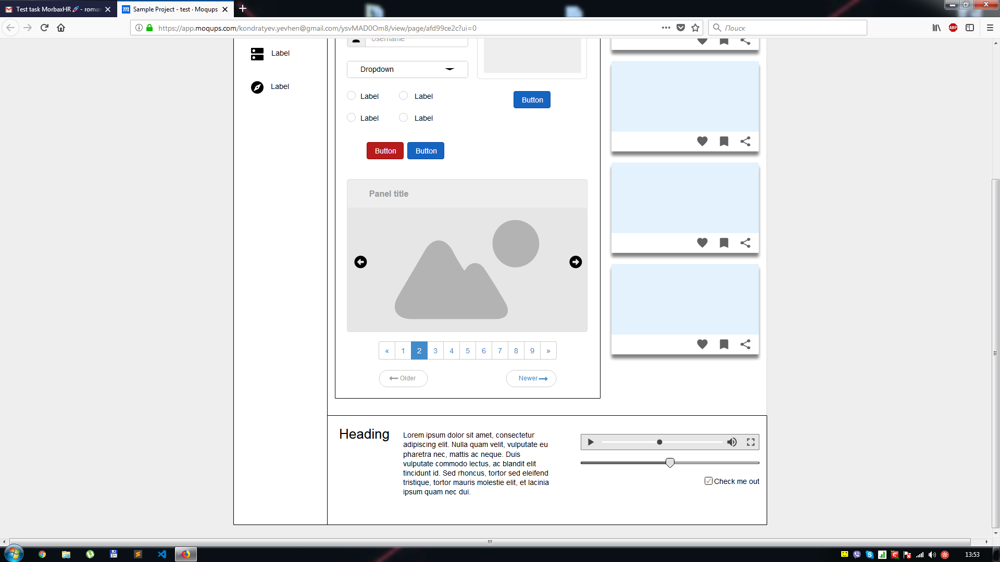 Test task MorbaxHR🚀 - roman
Sample Project - test · Moqups
https://app.moqups.com/kondratyev.yevhen@gmail.com/ysvMAD0Om8/view/page/afd99ce2c?ui=0
Поиск
ABP
Label
Label
Username
Dropdown
Label Label
Label Label
Button
Button Button
Panel title
« 1 2 3 4 5 6 7 8 9 »
Older Newer
Heading
Lorem ipsum dolor sit amet, consectetur
adipiscing elit. Nulla quam velit, vulputate eu
pharetra nec, mattis ac neque. Duis
vulputate commodo lectus, ac blandit elit
tincidunt id. Sed rhoncus, tortor sed eleifend
tristique, tortor mauris molestie elit, et lacinia
ipsum quam nec dui.
Check me out
64
13:53